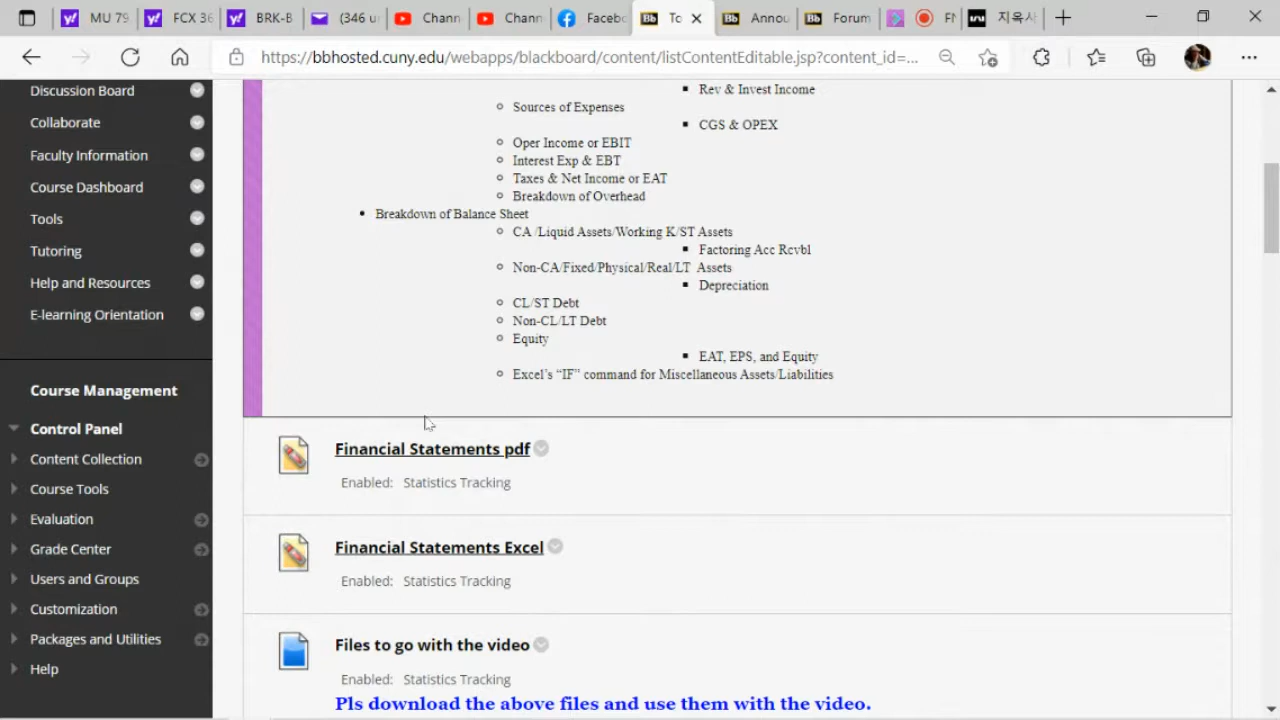 MU 79
FCX 36
BRK-B
(346 u
Chann
Chann
Faceb
To
Annou
Forum
FN
지옥사
https://bbhosted.cuny.edu/webapps/blackboard/content/listContentEditable.jsp?content_id=...
Discussion Board
Collaborate
Faculty Information
Course Dashboard
Tools
Tutoring
Help and Resources
E-learning Orientation
Course Management
Control Panel
Content Collection
Course Tools
Evaluation
Grade Center
Users and Groups
Customization
Packages and Utilities
Help
Rev & Invest Income
Sources of Expenses
CGS & OPEX
Oper Income or EBIT
Interest Exp & EBT
Taxes & Net Income or EAT
Breakdown of Overhead
Breakdown of Balance Sheet
CA /Liquid Assets/Working K/ST Assets
Factoring Acc Rcvbl
Non-CA/Fixed/Physical/Real/LT Assets
Depreciation
CL/ST Debt
Non-CL/LT Debt
Equity
EAT, EPS, and Equity
Excel's “IF” command for Miscellaneous Assets/Liabilities
Financial Statements pdf
Enabled: Statistics Tracking
Financial Statements Excel
Enabled: Statistics Tracking
Files to go with the video
Enabled: Statistics Tracking
Pls download the above files and use them with the video.